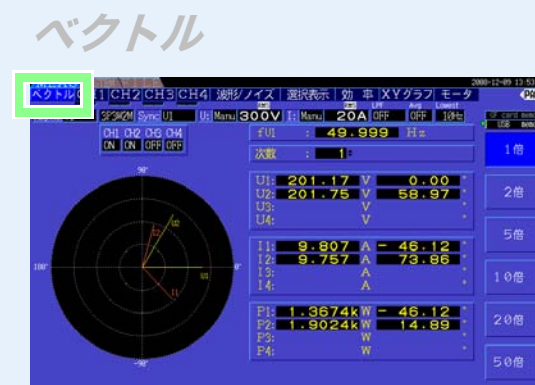 ベクトル
2000-12-09 13:53
ベクトル 1 CH2 CH3 CH4 波形/ノイズ 選択表示 効 率 XYグラフ モータ
3P3W2M Sync: U1 U: Manu 300V I: Manu 20A LPF OFF Avg OFF Lowest 10Hz
CH1 CH2 CH3 CH4
ON ON OFF OFF
fU1 : 49.999 Hz
次数 : 1
U1: 201.17 V 0.00 °
U2: 201.75 V 58.97 °
U3: V °
U4: V °
I1: 9.807 A - 46.12 °
I2: 9.757 A 73.86 °
I3: A °
I4: A °
P1: 1.3674kW - 46.12 °
P2: 1.9024kW 14.89 °
P3: W °
P4: W °
90°
180°
0°
-90°
U2
I2
U1
I1
1倍
2倍
5倍
10倍
20倍
50倍